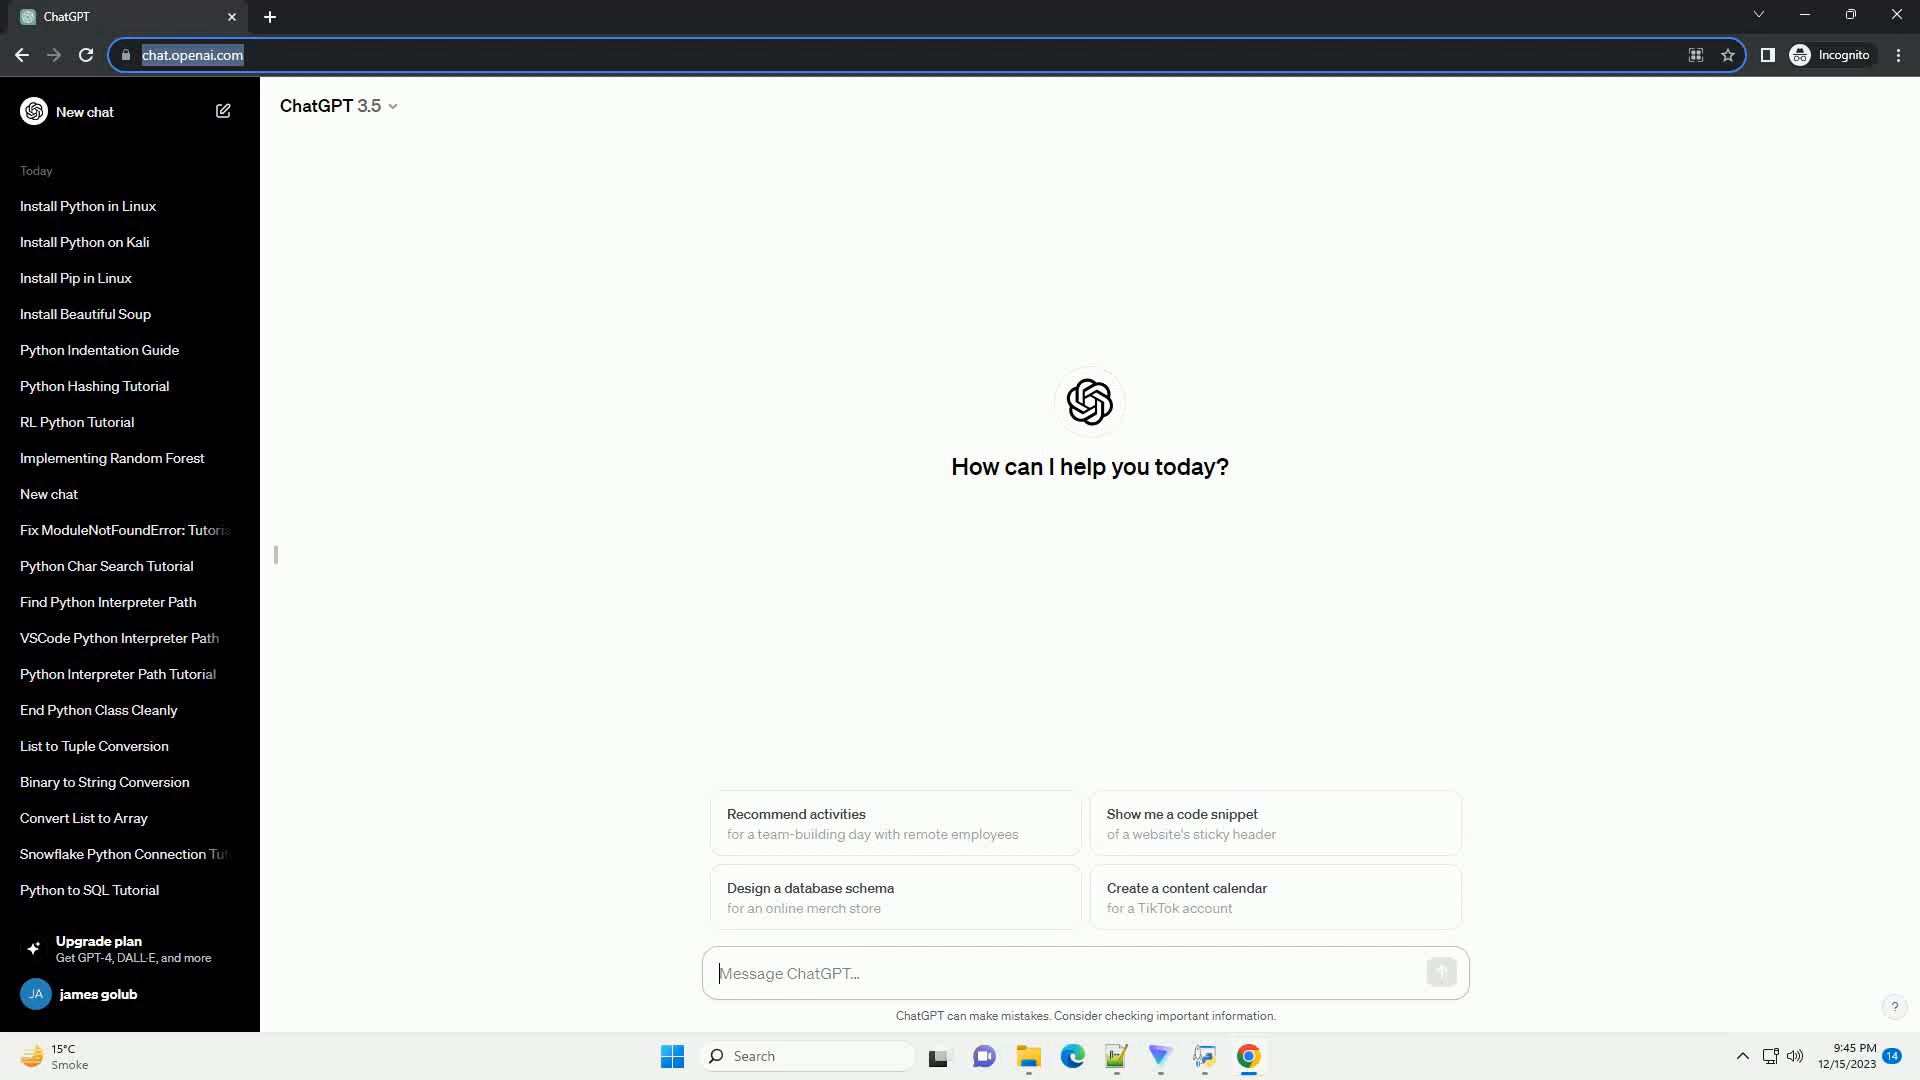 ChatGPT
chat.openai.com
Incognito
New chat
Today
Install Python in Linux
Install Python on Kali
Install Pip in Linux
Install Beautiful Soup
Python Indentation Guide
Python Hashing Tutorial
RL Python Tutorial
Implementing Random Forest
New chat
Fix ModuleNotFoundError: Tutoria
Python Char Search Tutorial
Find Python Interpreter Path
VSCode Python Interpreter Path
Python Interpreter Path Tutorial
End Python Class Cleanly
List to Tuple Conversion
Binary to String Conversion
Convert List to Array
Snowflake Python Connection Tut
Python to SQL Tutorial
Upgrade plan
Get GPT-4, DALL·E, and more
JA james golub
ChatGPT 3.5
How can I help you today?
Recommend activities
for a team-building day with remote employees
Show me a code snippet
of a website's sticky header
Design a database schema
for an online merch store
Create a content calendar
for a TikTok account
Message ChatGPT...
ChatGPT can make mistakes. Consider checking important information.
?
15°C
Smoke
Search
9:45 PM
12/15/2023
14